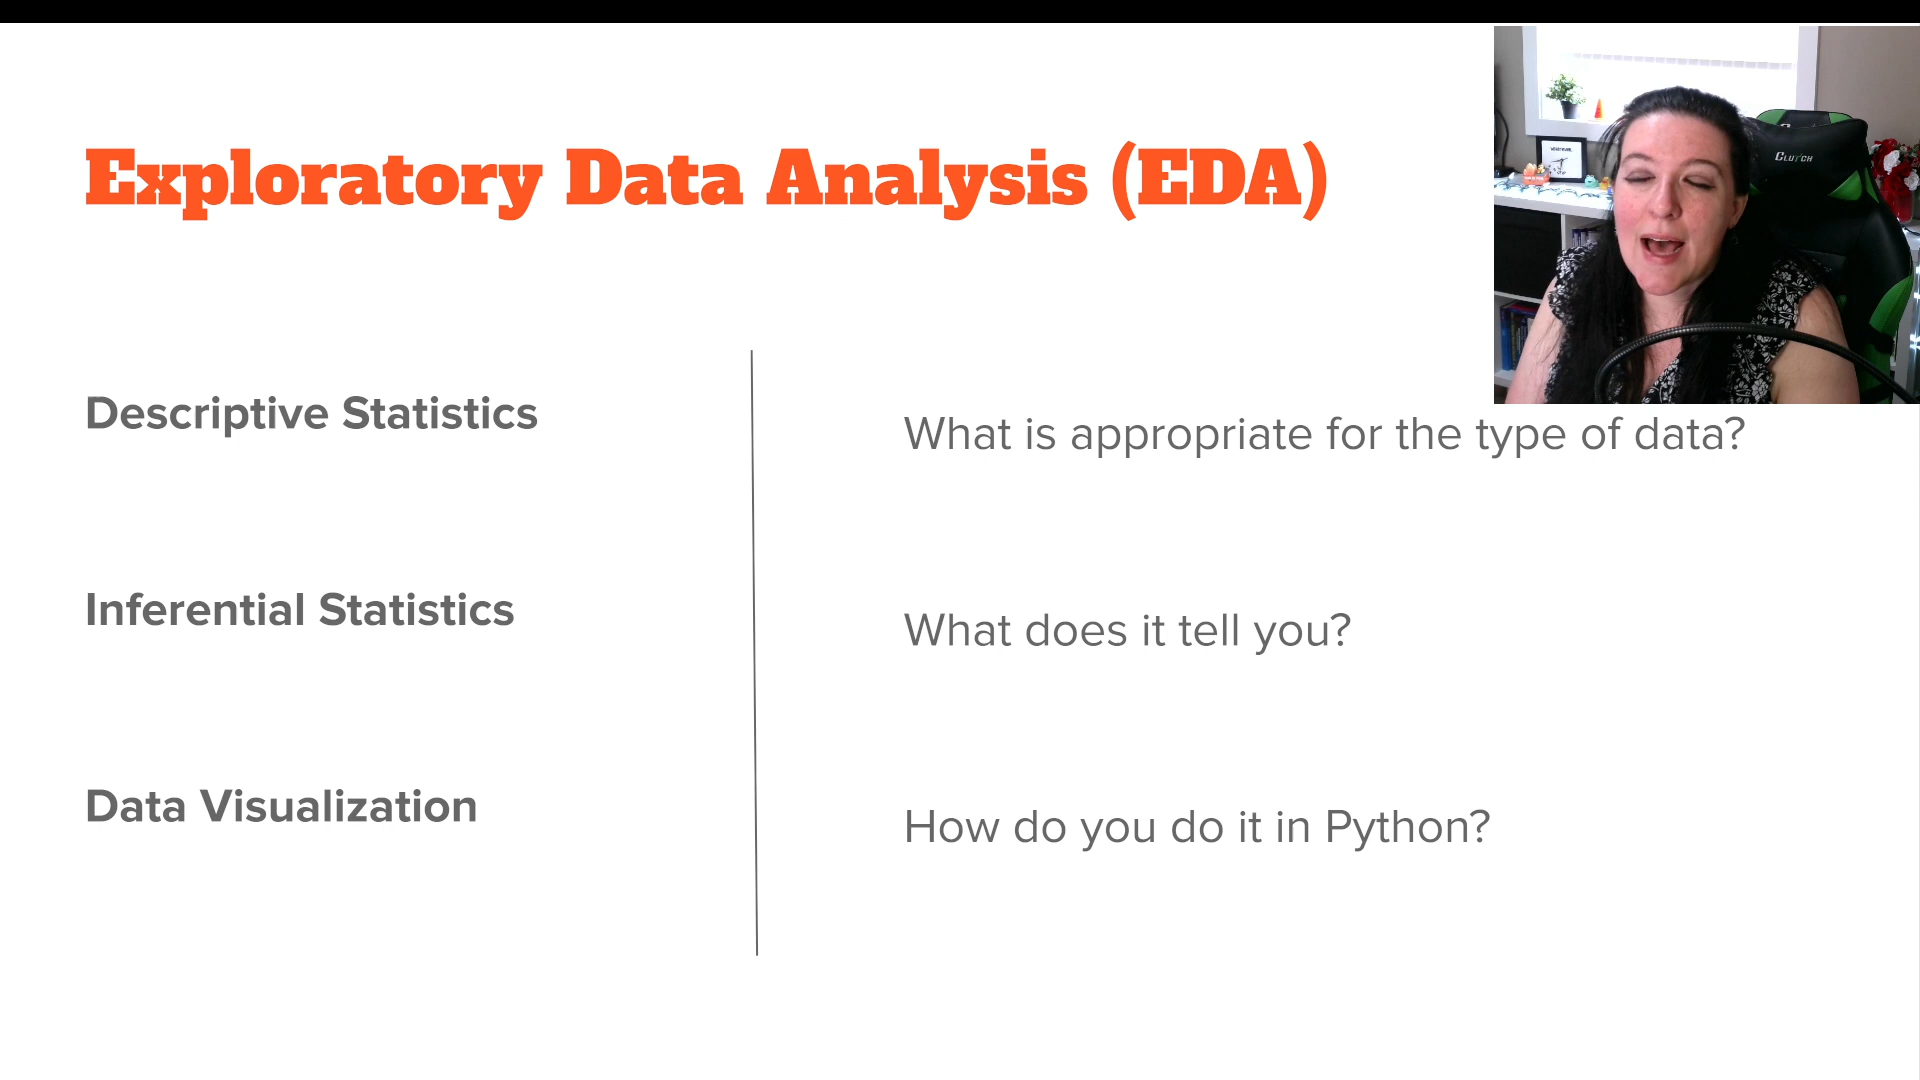 Exploratory Data Analysis (EDA)
CLUTCH
Descriptive Statistics
What is appropriate for the type of data?
Inferential Statistics
What does it tell you?
Data Visualization
How do you do it in Python?